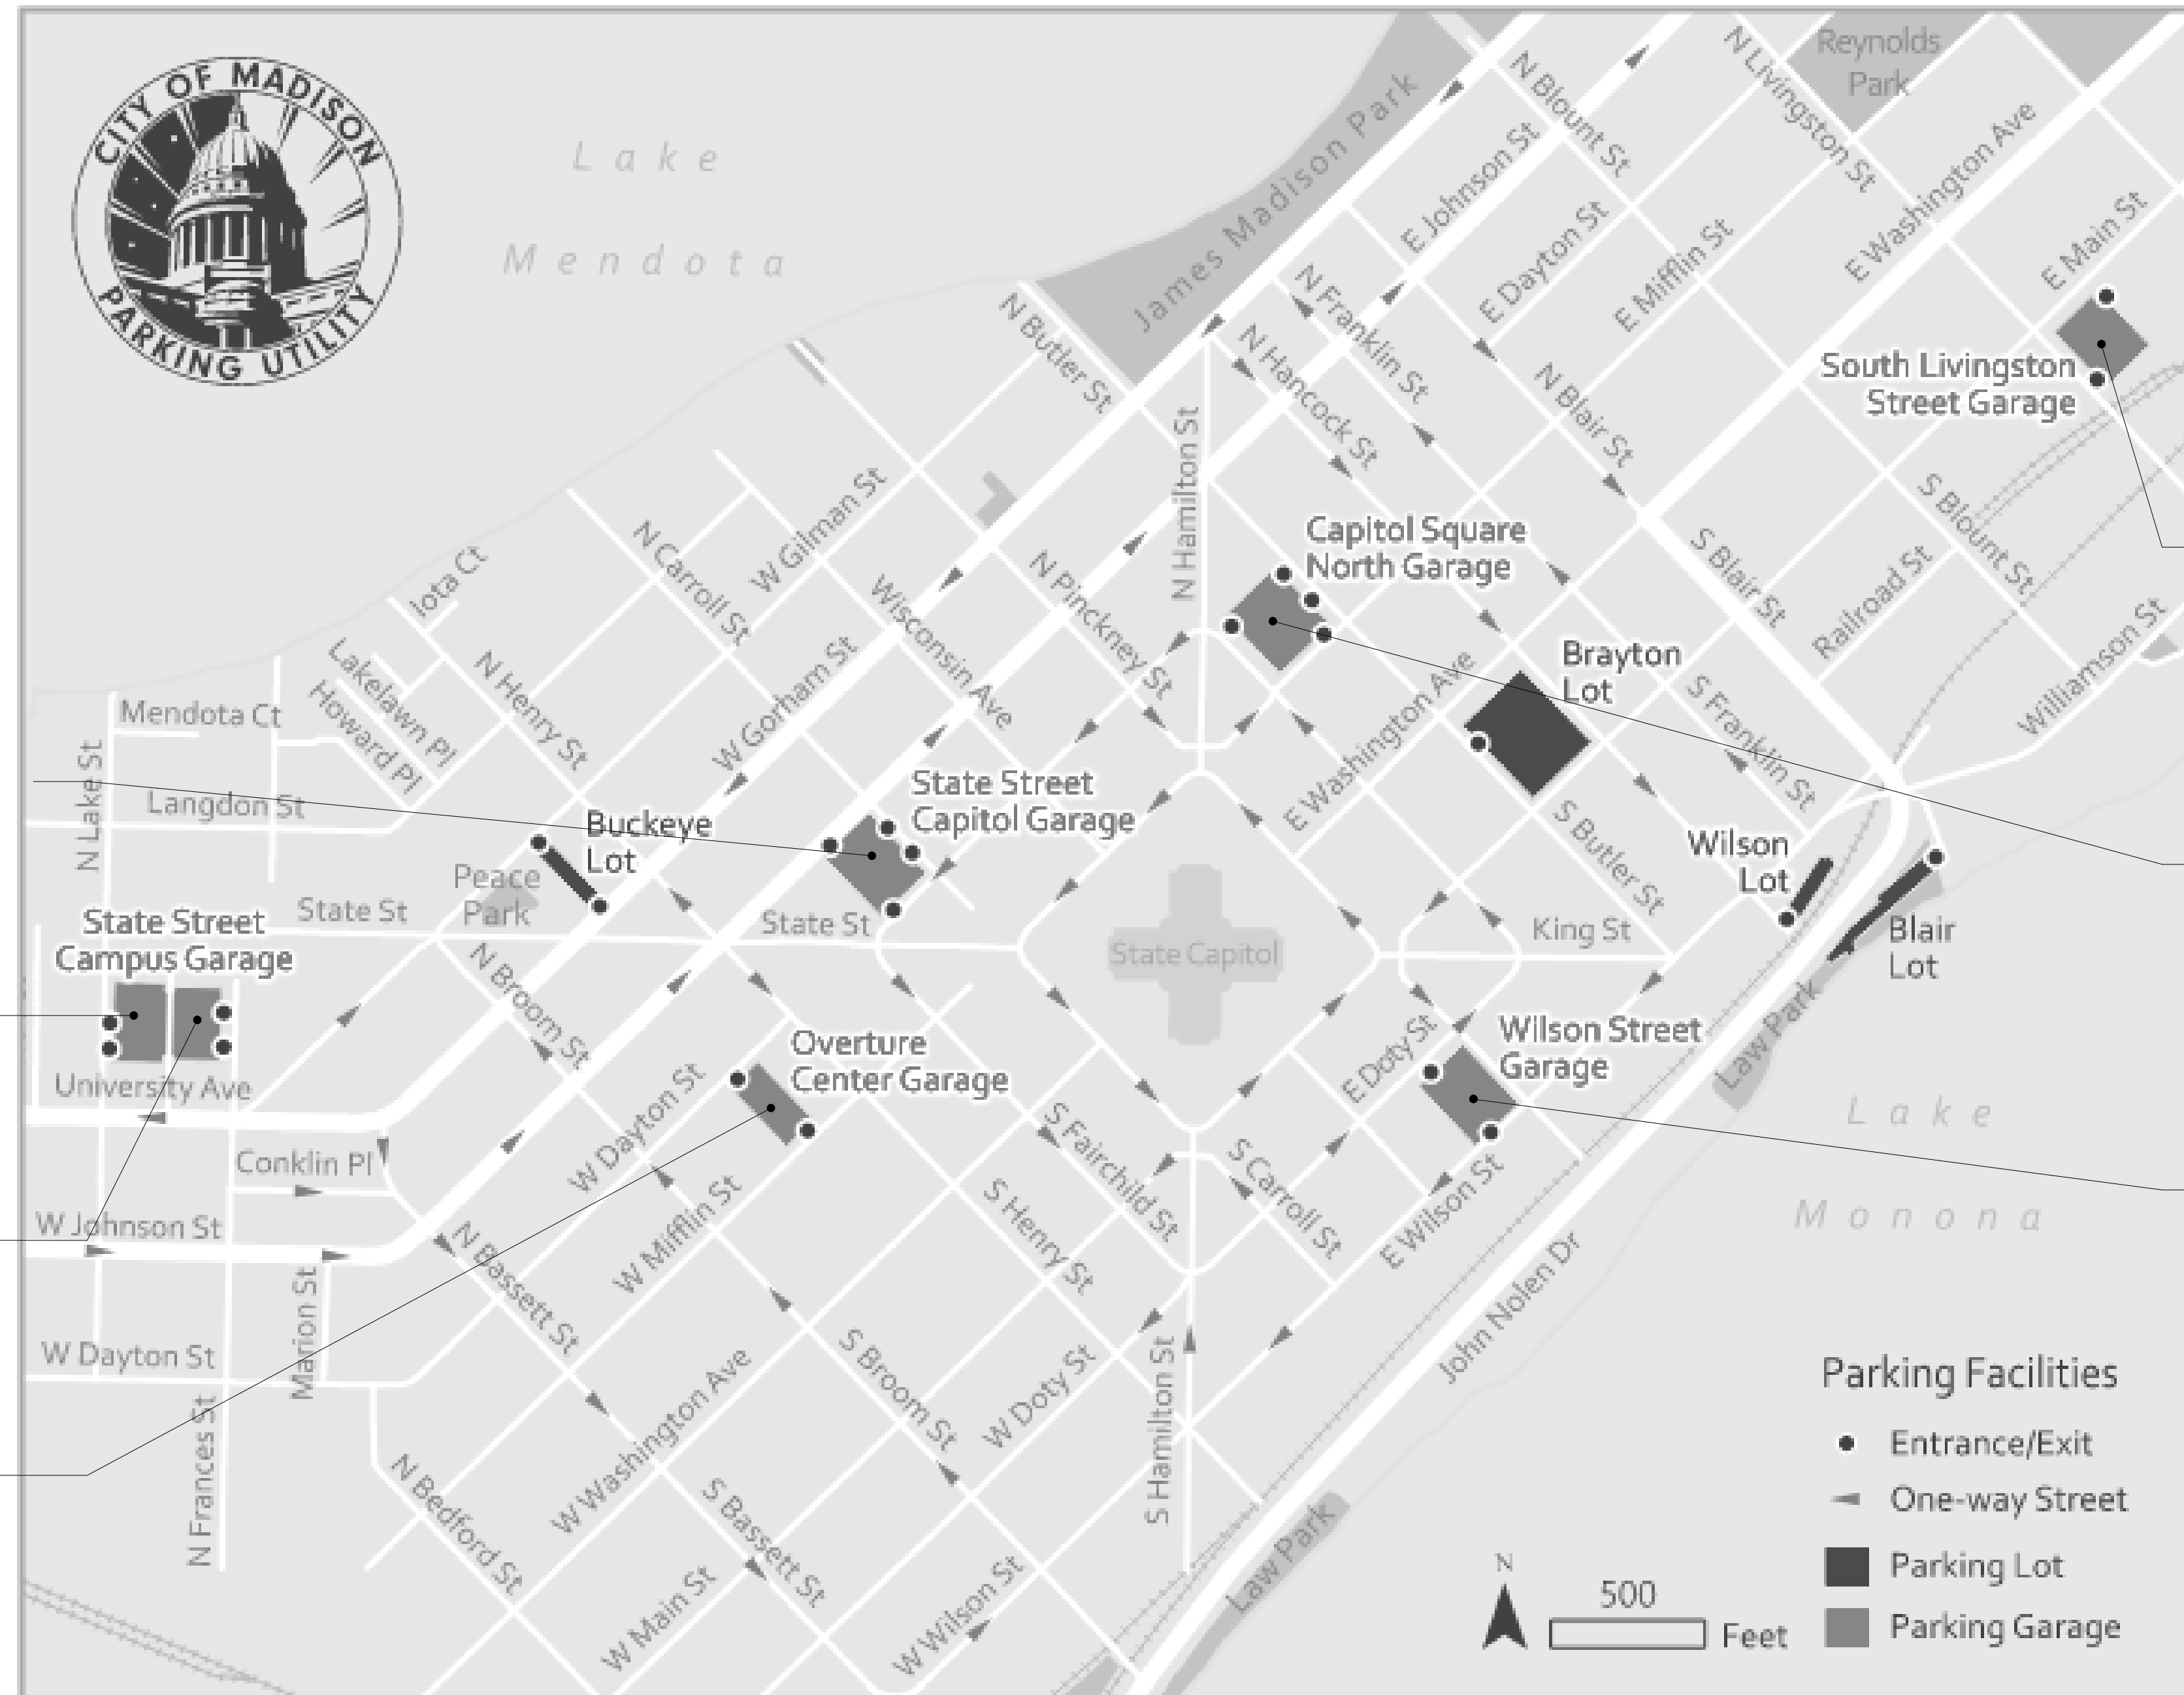 CITY OF MADISON
PARKING UTILITY
Lake
Mendota
James Madison Park
Reynolds
Park
N Livingston St
N Blount St
E Johnson St
E Dayton St
E Mifflin St
E Washington Ave
E Main St
South Livingston
Street Garage
N Butler St
N Hamilton St
N Hancock St
N Franklin St
N Blair St
S Blount St
Capitol Square
North Garage
S Blair St
Railroad St
Williamson St
Brayton
Lot
S Franklin St
Iota Ct
N Carroll St
W Gilman St
Wisconsin Ave
N Pinckney St
Lakelawn Pl
Howard Pl
N Henry St
W Gorham St
Mendota Ct
N Lake St
Langdon St
Buckeye
Lot
State Street
Capitol Garage
E Washington Ave
S Butler St
Wilson
Lot
Blair
Lot
Peace
Park
State St
State St
State Capitol
King St
State Street
Campus Garage
N Broom St
Law Park
University Ave
Overture
Center Garage
E Doty St
Wilson Street
Garage
Lake
Monona
Conklin Pl
W Dayton St
W Mifflin St
S Fairchild St
S Henry St
S Carroll St
E Wilson St
W Johnson St
N Bassett St
John Nolen Dr
Marion St
W Dayton St
W Washington Ave
S Broom St
W Doty St
S Hamilton St
N Frances St
N Bedford St
S Bassett St
W Main St
W Wilson St
Law Park
Parking Facilities
Entrance/Exit
One-way Street
Parking Lot
Parking Garage
N
500
Feet